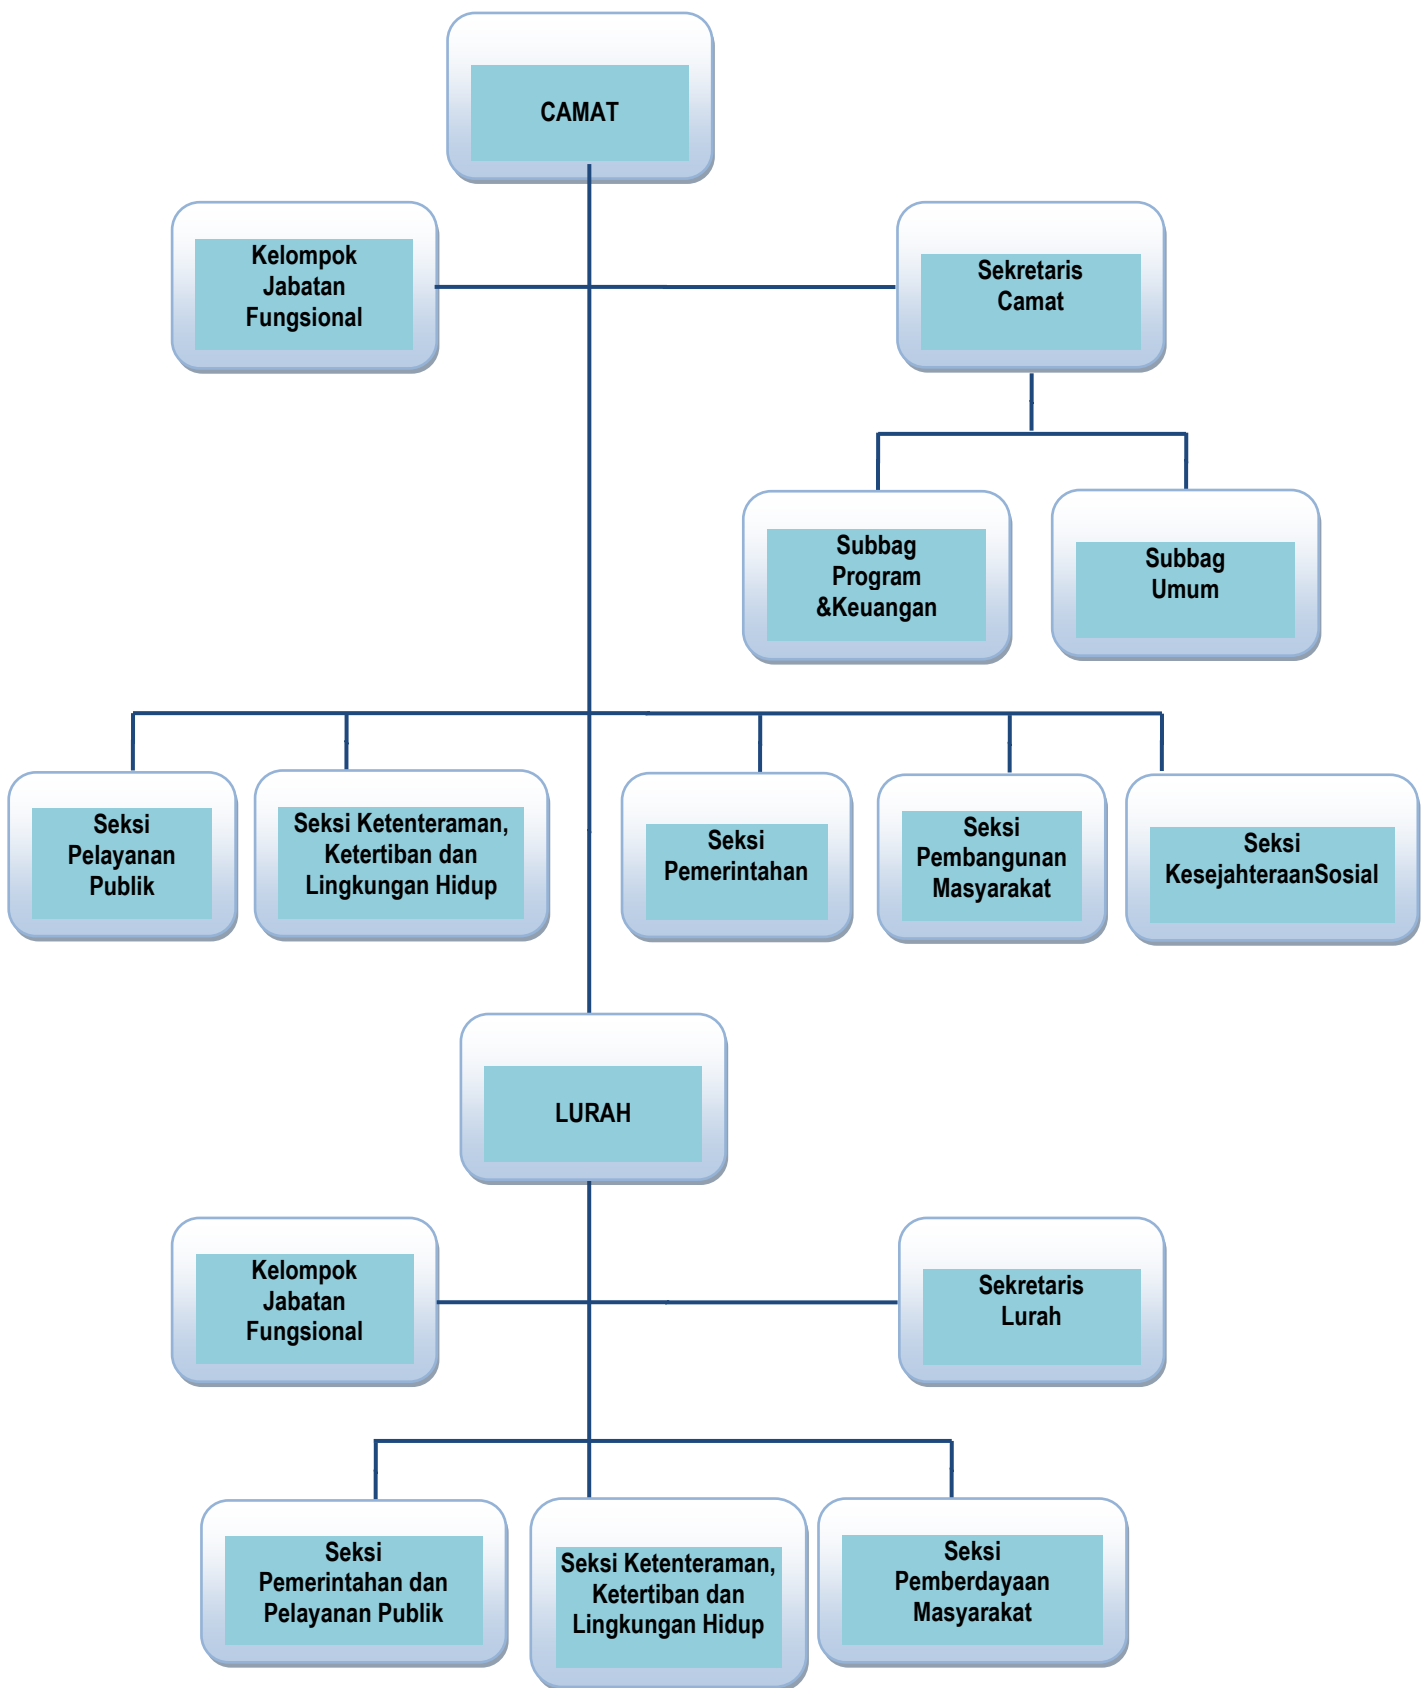 CAMAT
Kelompok
Jabatan
Fungsional
Sekretaris
Camat
Subbag
Program
&Keuangan
Subbag
Umum
Seksi
Pelayanan
Publik
Seksi Ketenteraman,
Ketertiban dan
Lingkungan Hidup
Seksi
Pemerintahan
Seksi
Pembangunan
Masyarakat
Seksi
KesejahteraanSosial
LURAH
Kelompok
Jabatan
Fungsional
Sekretaris
Lurah
Seksi
Pemerintahan dan
Pelayanan Publik
Seksi Ketenteraman,
Ketertiban dan
Lingkungan Hidup
Seksi
Pemberdayaan
Masyarakat